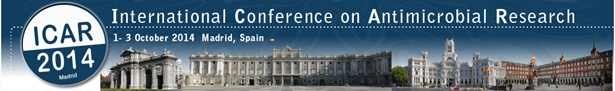 ICAR
2014
Madrid
International Conference on Antimicrobial Research
1- 3 October 2014 Madrid, Spain